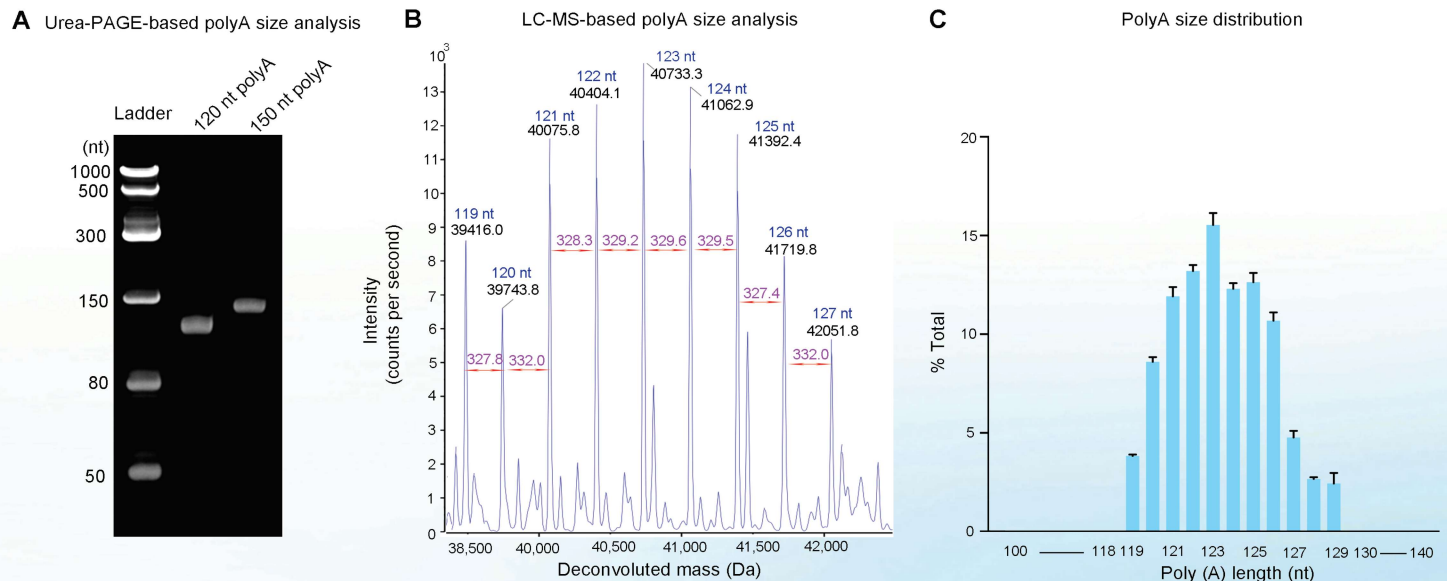 A Urea-PAGE-based polyA size analysis
Ladder
120 nt polyA
150 nt polyA
(nt)
1000
500
300
150
80
50
B LC-MS-based polyA size analysis
10³
13
12
11
10
9
8
7
6
5
4
3
2
1
0
Intensity
(counts per second)
119 nt
39416.0
120 nt
39743.8
121 nt
40075.8
122 nt
40404.1
123 nt
40733.3
124 nt
41062.9
125 nt
41392.4
126 nt
41719.8
127 nt
42051.8
327.8
332.0
328.3
329.2
329.6
329.5
327.4
332.0
38,500 40,000 40,500 41,000 41,500 42,000
Deconvoluted mass (Da)
C PolyA size distribution
20
15
10
5
0
% Total
100 118 119 121 123 125 127 129 130 140
Poly (A) length (nt)